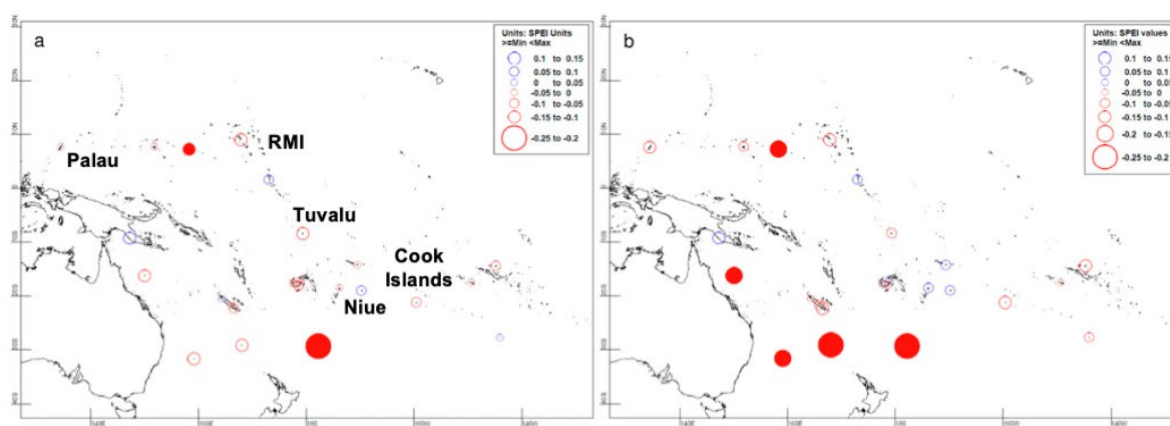 a
Units: SPEI Units
>=Min <Max
0.1 to 0.15
0.05 to 0.1
0 to 0.05
-0.05 to 0
-0.1 to -0.05
-0.15 to -0.1
-0.25 to -0.2
RMI
Palau
Tuvalu
Cook
Islands
Niue
b
Units: SPEI values
>=Min <Max
0.1 to 0.15
0.05 to 0.1
0 to 0.05
-0.05 to 0
-0.1 to -0.05
-0.15 to -0.1
-0.2 to -0.15
-0.25 to -0.2